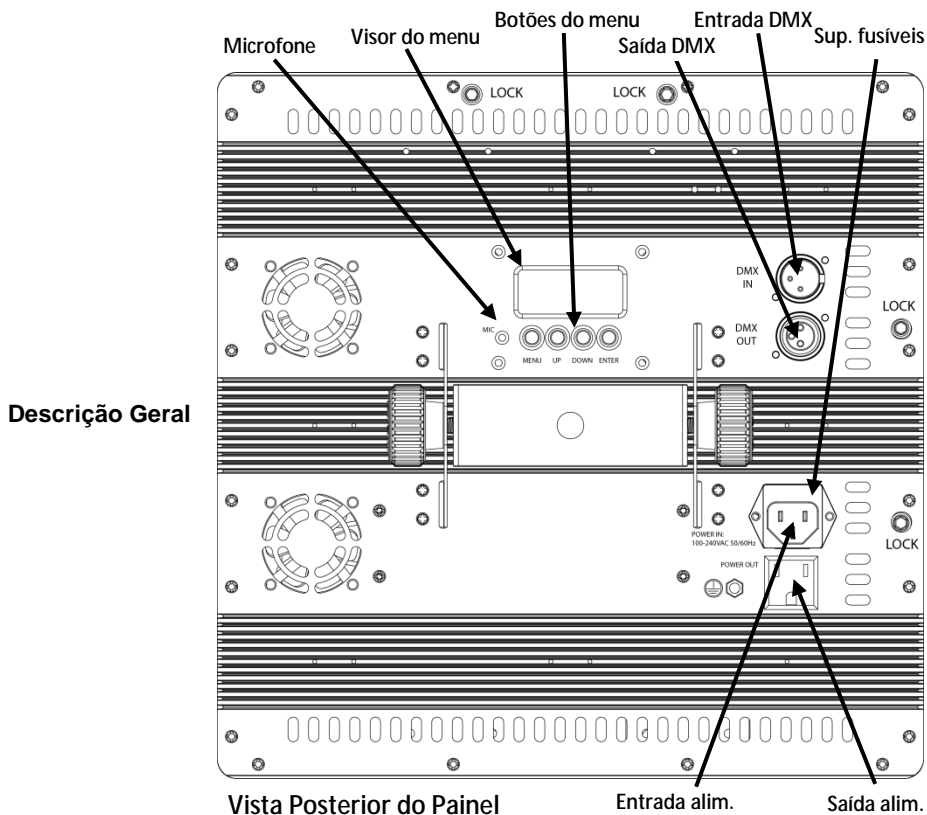 Botões do menu
Entrada DMX
Microfone
Visor do menu
Saída DMX
Sup. fusíveis
LOCK
LOCK
DMX
IN
LOCK
MIC
DMX
OUT
MENU UP DOWN ENTER
Descrição Geral
POWER IN:
100-240VAC 50/60Hz
LOCK
POWER OUT
Vista Posterior do Painel
Entrada alim.
Saída alim.